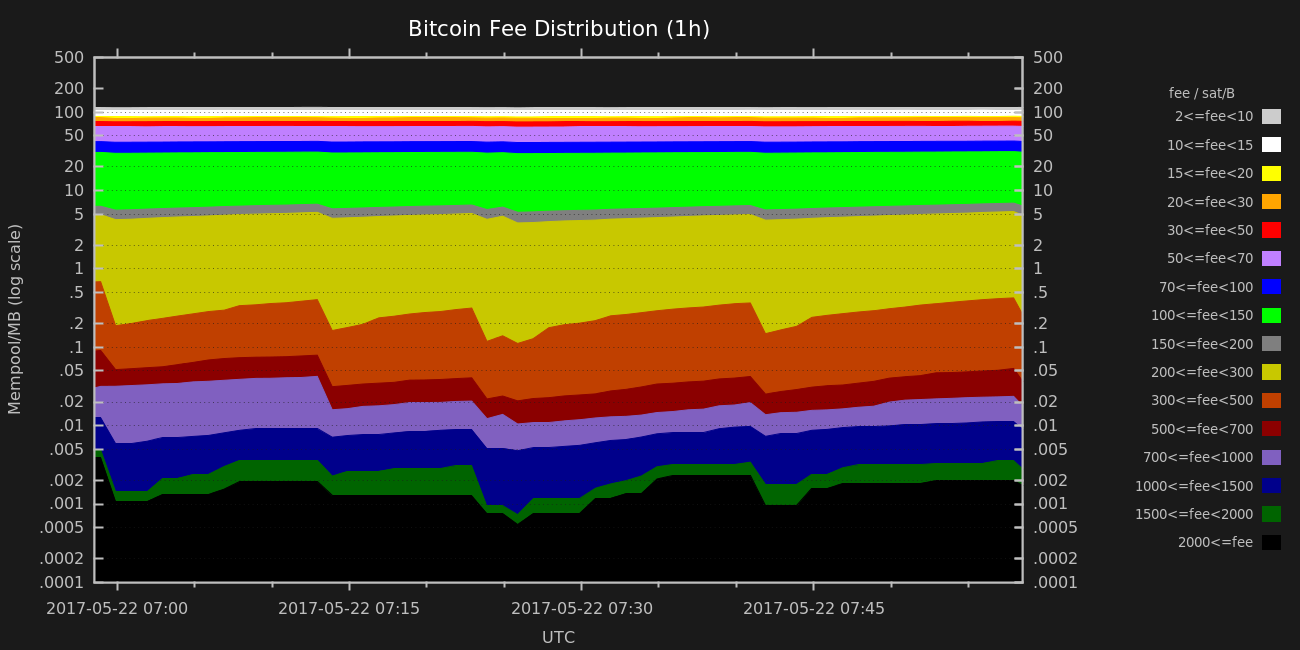 Bitcoin Fee Distribution (1h)
Mempool/MB (log scale)
500
200
100
50
20
10
5
2
1
.5
.2
.1
.05
.02
.01
.005
.002
.001
.0005
.0002
.0001
500
200
100
50
20
10
5
2
1
.5
.2
.1
.05
.02
.01
.005
.002
.001
.0005
.0002
.0001
2017-05-22 07:00
2017-05-22 07:15
2017-05-22 07:30
2017-05-22 07:45
UTC
fee / sat/B
2<=fee<10
10<=fee<15
15<=fee<20
20<=fee<30
30<=fee<50
50<=fee<70
70<=fee<100
100<=fee<150
150<=fee<200
200<=fee<300
300<=fee<500
500<=fee<700
700<=fee<1000
1000<=fee<1500
1500<=fee<2000
2000<=fee